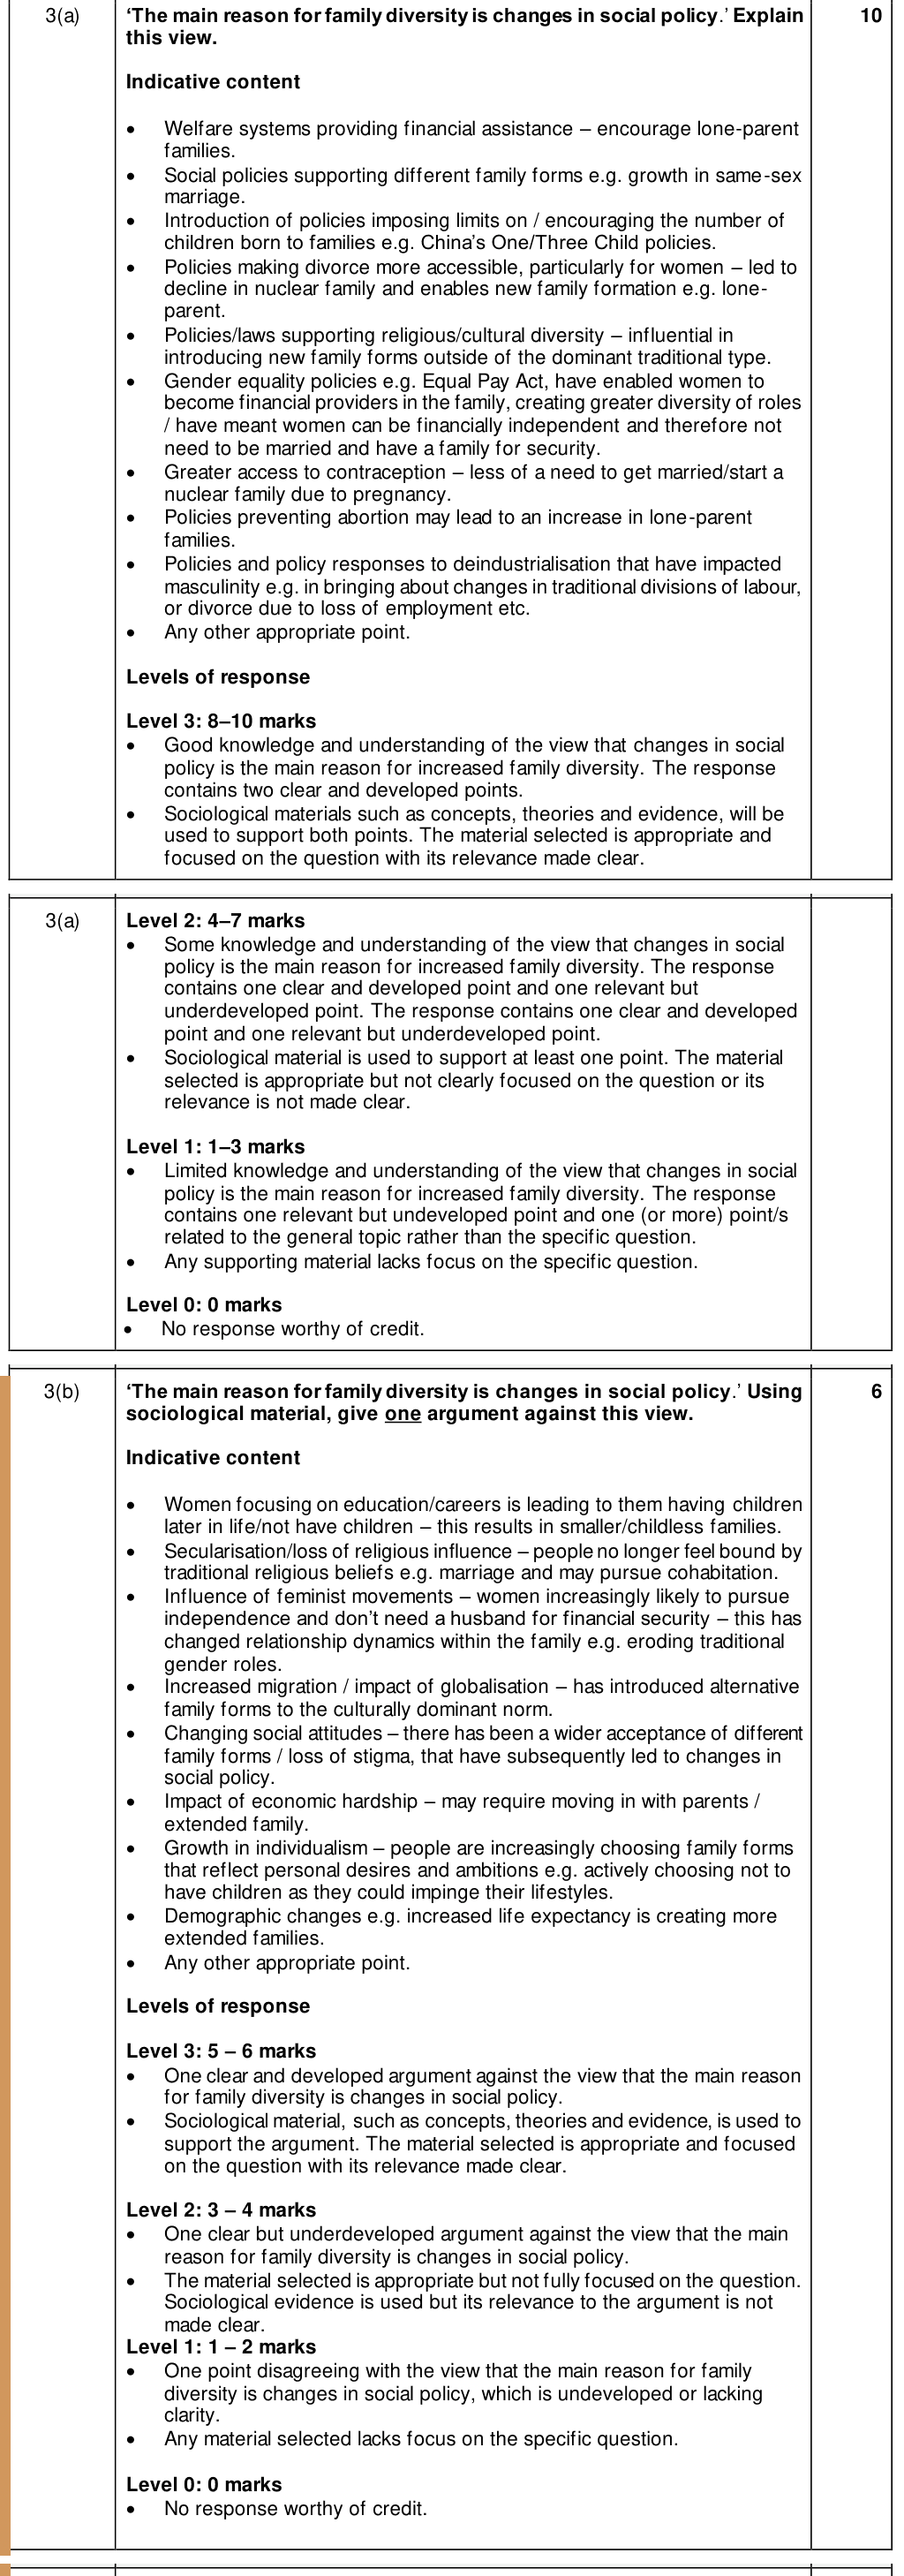 3(a) ‘The main reason for family diversity is changes in social policy.’ Explain 10
this view.
Indicative content
• Welfare systems providing financial assistance – encourage lone-parent
families.
• Social policies supporting different family forms e.g. growth in same-sex
marriage.
• Introduction of policies imposing limits on / encouraging the number of
children born to families e.g. China’s One/Three Child policies.
• Policies making divorce more accessible, particularly for women – led to
decline in nuclear family and enables new family formation e.g. lone-
parent.
• Policies/laws supporting religious/cultural diversity – influential in
introducing new family forms outside of the dominant traditional type.
• Gender equality policies e.g. Equal Pay Act, have enabled women to
become financial providers in the family, creating greater diversity of roles
/ have meant women can be financially independent and therefore not
need to be married and have a family for security.
• Greater access to contraception – less of a need to get married/start a
nuclear family due to pregnancy.
• Policies preventing abortion may lead to an increase in lone-parent
families.
• Policies and policy responses to deindustrialisation that have impacted
masculinity e.g. in bringing about changes in traditional divisions of labour,
or divorce due to loss of employment etc.
• Any other appropriate point.
Levels of response
Level 3: 8–10 marks
• Good knowledge and understanding of the view that changes in social
policy is the main reason for increased family diversity. The response
contains two clear and developed points.
• Sociological materials such as concepts, theories and evidence, will be
used to support both points. The material selected is appropriate and
focused on the question with its relevance made clear.
3(a) Level 2: 4–7 marks
• Some knowledge and understanding of the view that changes in social
policy is the main reason for increased family diversity. The response
contains one clear and developed point and one relevant but
underdeveloped point. The response contains one clear and developed
point and one relevant but underdeveloped point.
• Sociological material is used to support at least one point. The material
selected is appropriate but not clearly focused on the question or its
relevance is not made clear.
Level 1: 1–3 marks
• Limited knowledge and understanding of the view that changes in social
policy is the main reason for increased family diversity. The response
contains one relevant but undeveloped point and one (or more) point/s
related to the general topic rather than the specific question.
• Any supporting material lacks focus on the specific question.
Level 0: 0 marks
• No response worthy of credit.
3(b) ‘The main reason for family diversity is changes in social policy.’ Using 6
sociological material, give one argument against this view.
Indicative content
• Women focusing on education/careers is leading to them having children
later in life/not have children – this results in smaller/childless families.
• Secularisation/loss of religious influence – people no longer feel bound by
traditional religious beliefs e.g. marriage and may pursue cohabitation.
• Influence of feminist movements – women increasingly likely to pursue
independence and don’t need a husband for financial security – this has
changed relationship dynamics within the family e.g. eroding traditional
gender roles.
• Increased migration / impact of globalisation – has introduced alternative
family forms to the culturally dominant norm.
• Changing social attitudes – there has been a wider acceptance of different
family forms / loss of stigma, that have subsequently led to changes in
social policy.
• Impact of economic hardship – may require moving in with parents /
extended family.
• Growth in individualism – people are increasingly choosing family forms
that reflect personal desires and ambitions e.g. actively choosing not to
have children as they could impinge their lifestyles.
• Demographic changes e.g. increased life expectancy is creating more
extended families.
• Any other appropriate point.
Levels of response
Level 3: 5 – 6 marks
• One clear and developed argument against the view that the main reason
for family diversity is changes in social policy.
• Sociological material, such as concepts, theories and evidence, is used to
support the argument. The material selected is appropriate and focused
on the question with its relevance made clear.
Level 2: 3 – 4 marks
• One clear but underdeveloped argument against the view that the main
reason for family diversity is changes in social policy.
• The material selected is appropriate but not fully focused on the question.
Sociological evidence is used but its relevance to the argument is not
made clear.
Level 1: 1 – 2 marks
• One point disagreeing with the view that the main reason for family
diversity is changes in social policy, which is undeveloped or lacking
clarity.
• Any material selected lacks focus on the specific question.
Level 0: 0 marks
• No response worthy of credit.